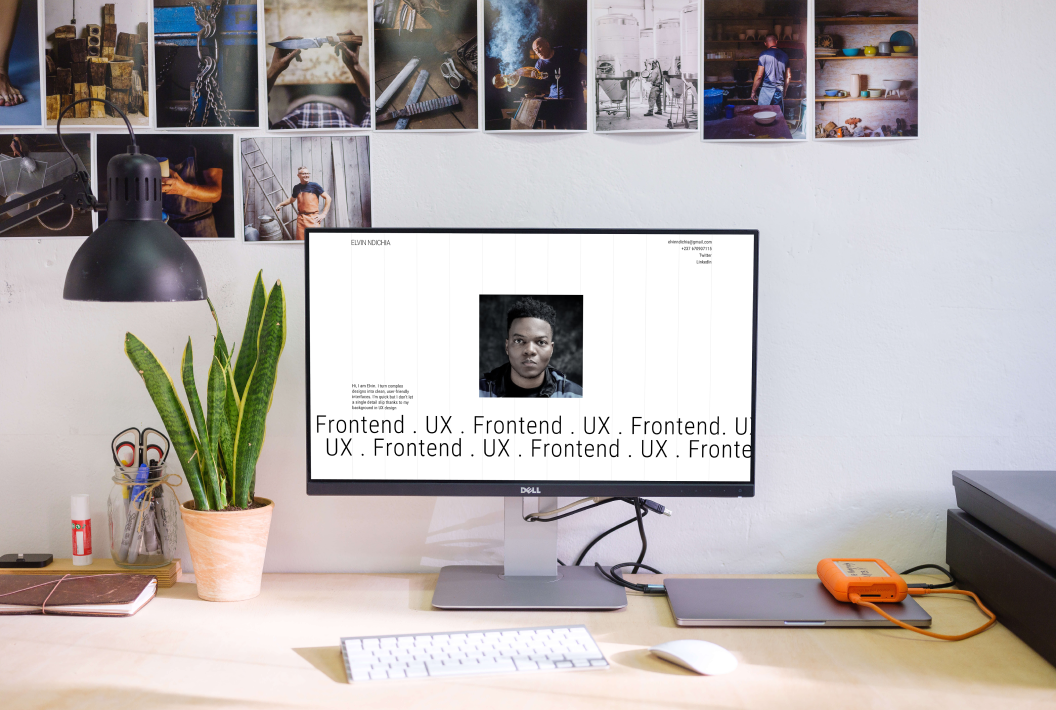 ELVIN NDICHIA
elvinndichia@gmail.com
+237 670907115
Twitter
LinkedIn
Hi, I am Elvin. I turn complex
designs into clean, user friendly
interfaces. I'm quick but I don't let
a single detail slip thanks to my
background in UX design
Frontend . UX . Frontend . UX . Frontend. U
UX . Frontend . UX . Frontend . UX . Fronte
DELL